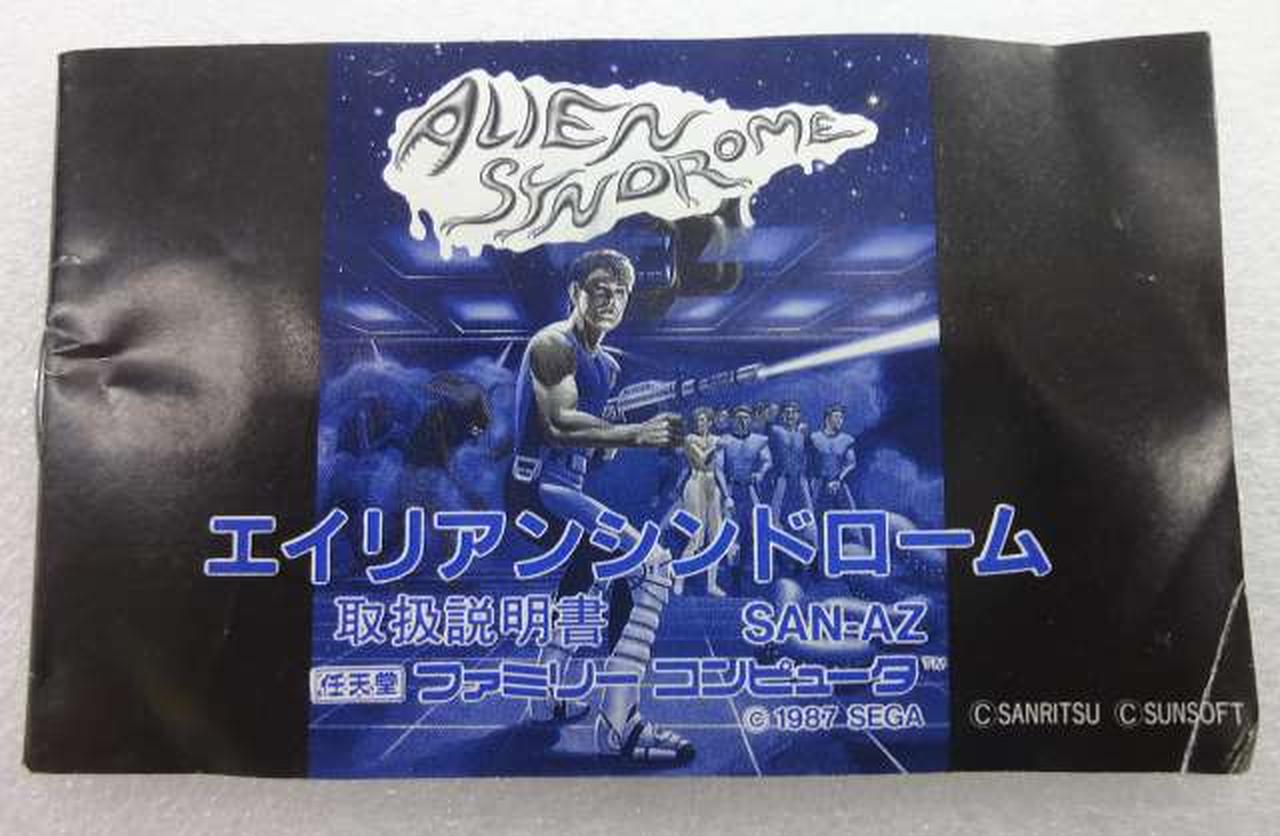 ALIEN
SYNDROME
エイリアンシンドローム
取扱説明書 SAN-AZ
任天堂 ファミリーコンピュータ™
©1987 SEGA
©SANRITSU ©SUNSOFT